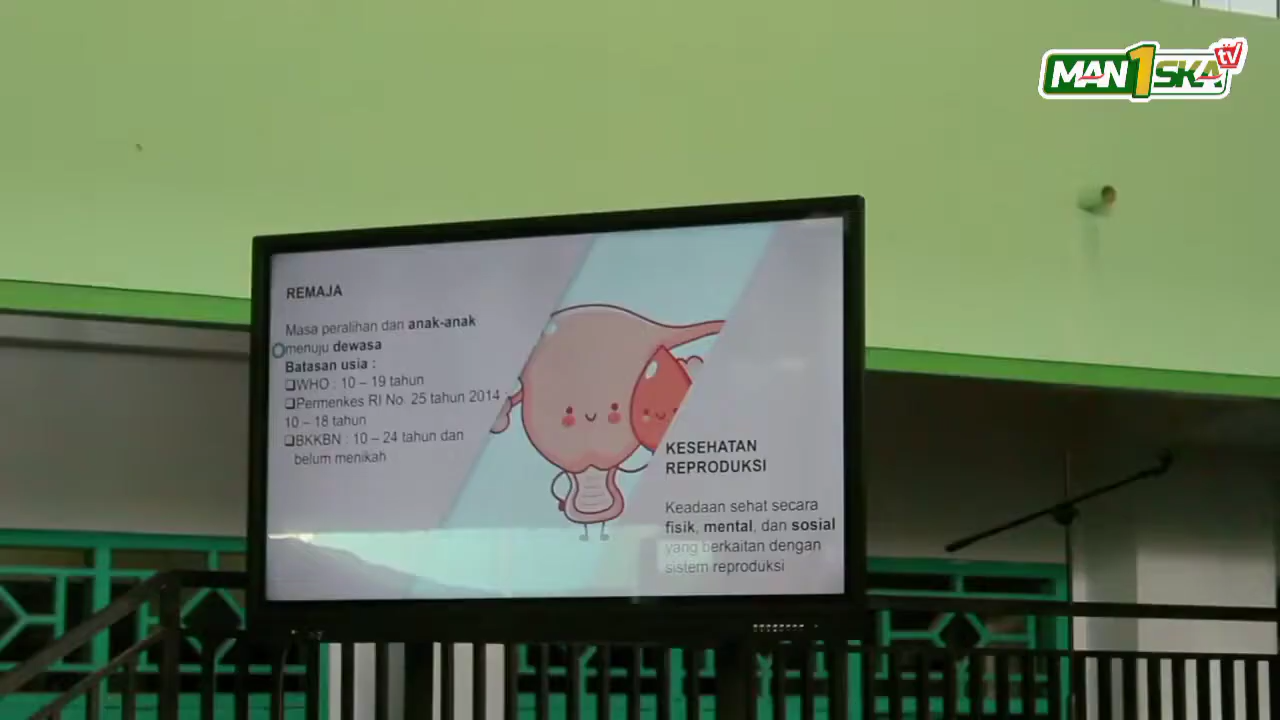 MAN1SKA tv
REMAJA
Masa peralihan dari anak-anak
menuju dewasa
Batasan usia :
❑WHO : 10 – 19 tahun
❑Permenkes RI No. 25 tahun 2014 :
10 – 18 tahun
❑BKKBN : 10 – 24 tahun dan
belum menikah
KESEHATAN
REPRODUKSI
Keadaan sehat secara
fisik, mental, dan sosial
yang berkaitan dengan
sistem reproduksi